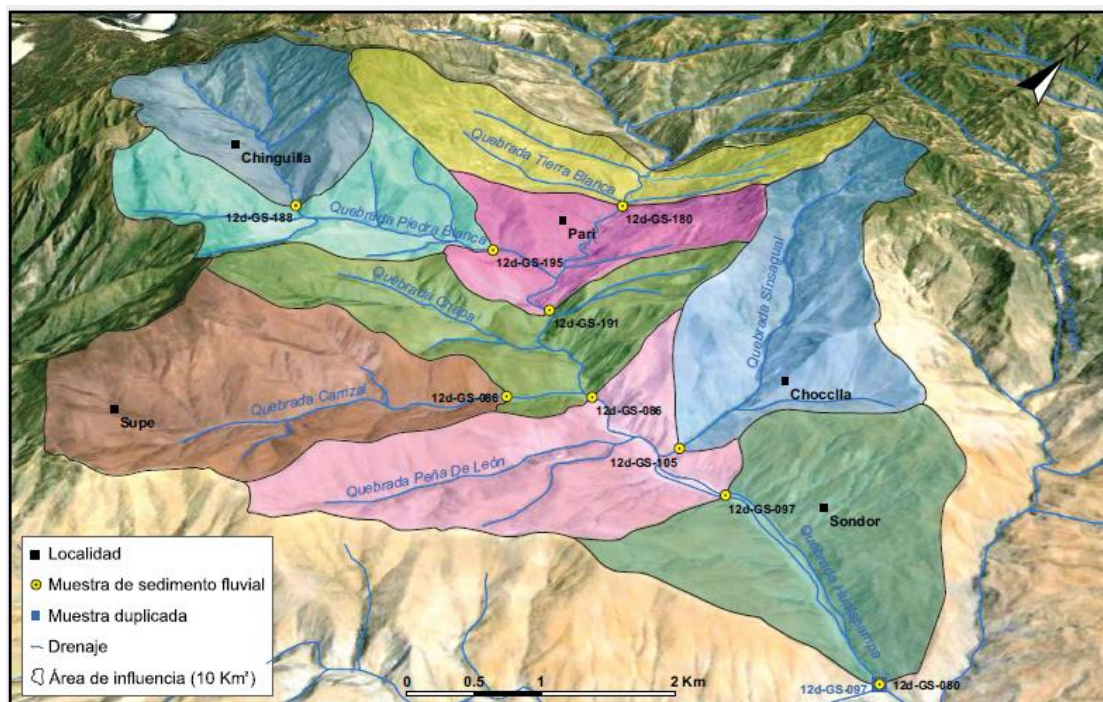 N
Chinguilla
Quebrada Tierra Blanca
12d-GS-188
Quebrada Piedra Blanca
Pari
12d-GS-180
12d-GS-195
Quebrada Chapa
12d-GS-191
Quebrada Sinsagual
Supe
Quebrada Carrizal
12d-GS-086
12d-GS-086
Chocclla
Quebrada Peña De León
12d-GS-105
12d-GS-097
Sondor
Localidad
Muestra de sedimento fluvial
Muestra duplicada
Drenaje
Área de influencia (10 Km²)
0 0.5 1 2 Km
12d-GS-097
12d-GS-080